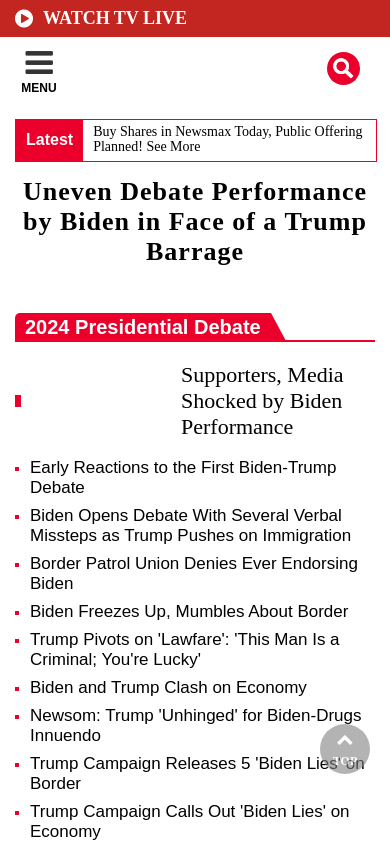 WATCH TV LIVE
MENU
Latest
Buy Shares in Newsmax Today, Public Offering
Planned! See More
Uneven Debate Performance
by Biden in Face of a Trump
Barrage
2024 Presidential Debate
Supporters, Media
Shocked by Biden
Performance
Early Reactions to the First Biden-Trump
Debate
Biden Opens Debate With Several Verbal
Missteps as Trump Pushes on Immigration
Border Patrol Union Denies Ever Endorsing
Biden
Biden Freezes Up, Mumbles About Border
Trump Pivots on 'Lawfare': 'This Man Is a
Criminal; You're Lucky'
Biden and Trump Clash on Economy
Newsom: Trump 'Unhinged' for Biden-Drugs
Innuendo
Trump Campaign Releases 5 'Biden Lies' on
Border
TOP
Trump Campaign Calls Out 'Biden Lies' on
Economy